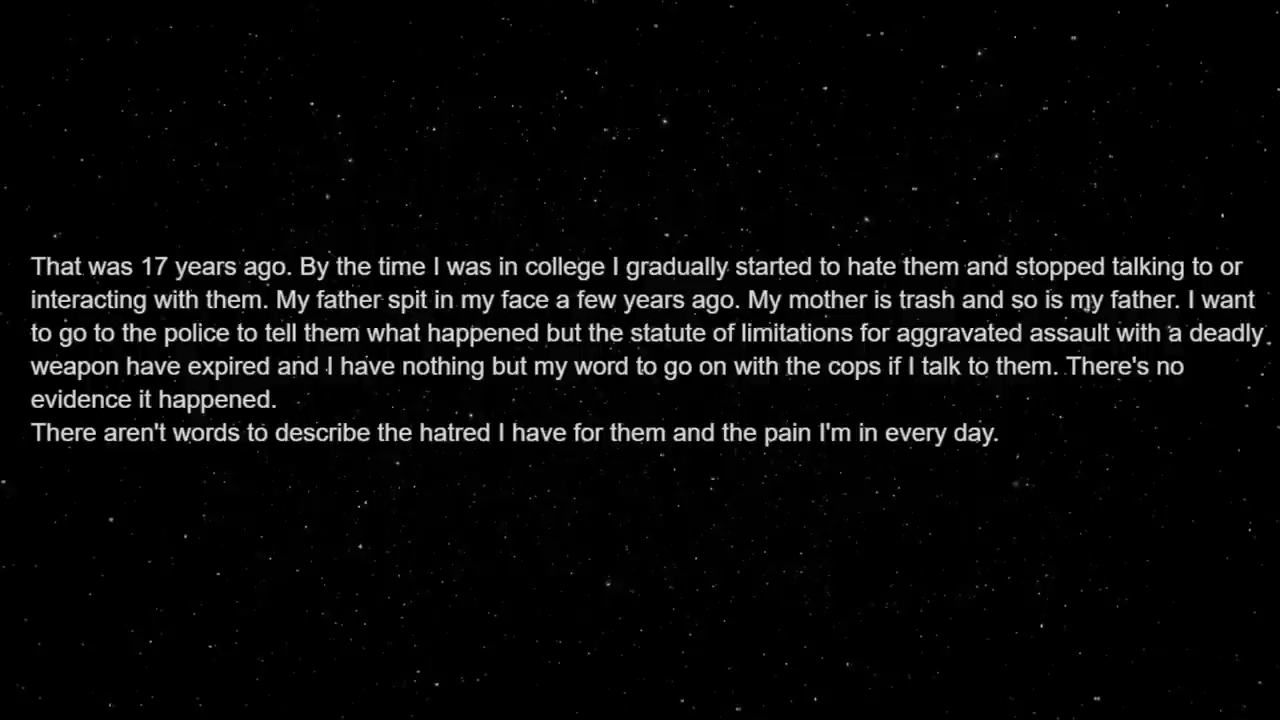 That was 17 years ago. By the time I was in college I gradually started to hate them and stopped talking to or
interacting with them. My father spit in my face a few years ago. My mother is trash and so is my father. I want
to go to the police to tell them what happened but the statute of limitations for aggravated assault with a deadly
weapon have expired and I have nothing but my word to go on with the cops if I talk to them. There's no
evidence it happened.
There aren't words to describe the hatred I have for them and the pain I'm in every day.